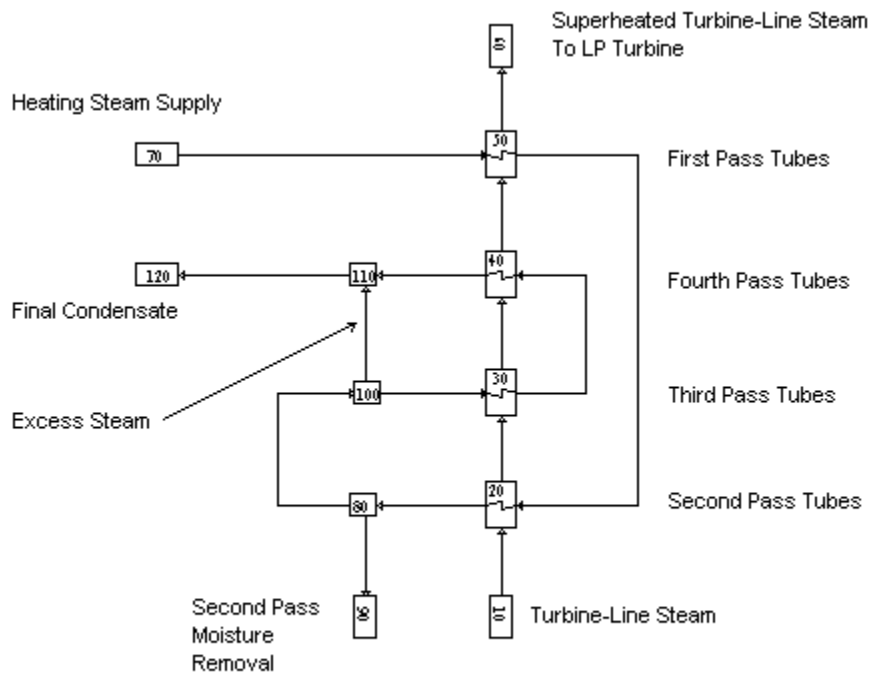 Superheated Turbine-Line Steam
To LP Turbine
60
Heating Steam Supply
70
50
First Pass Tubes
120
110
40
Fourth Pass Tubes
Final Condensate
30
100
Third Pass Tubes
Excess Steam
20
80
Second Pass Tubes
Second Pass
Moisture
Removal
90
10
Turbine-Line Steam